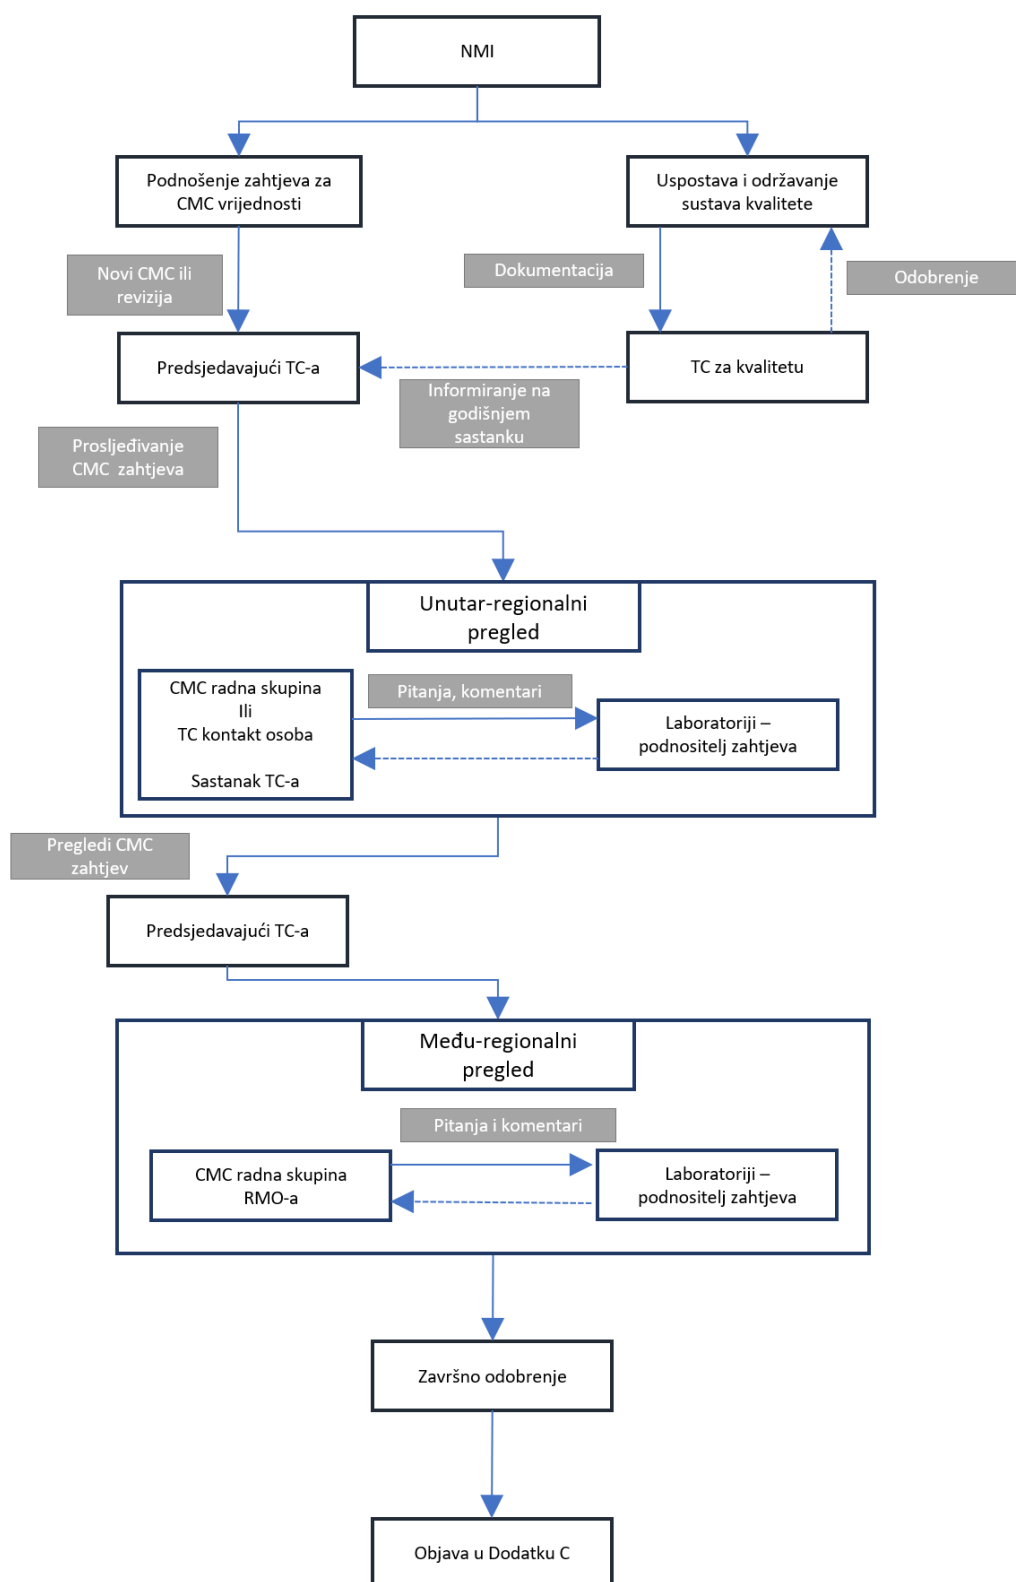 NMI
Podnošenje zahtjeva za
CMC vrijednosti
Uspostava i održavanje
sustava kvalitete
Novi CMC ili
revizija
Dokumentacija
Odobrenje
Predsjedavajući TC-a
TC za kvalitetu
Informiranje na
godišnjem
sastanku
Prosljeđivanje
CMC  zahtjeva
Unutar-regionalni
pregled
CMC radna skupina
Ili
TC kontakt osoba
Sastanak TC-a
Pitanja, komentari
Laboratoriji –
podnositelj zahtjeva
Pregledi CMC
zahtjev
Predsjedavajući TC-a
Među-regionalni
pregled
Pitanja i komentari
CMC radna skupina
RMO-a
Laboratoriji –
podnositelj zahtjeva
Završno odobrenje
Objava u Dodatku C